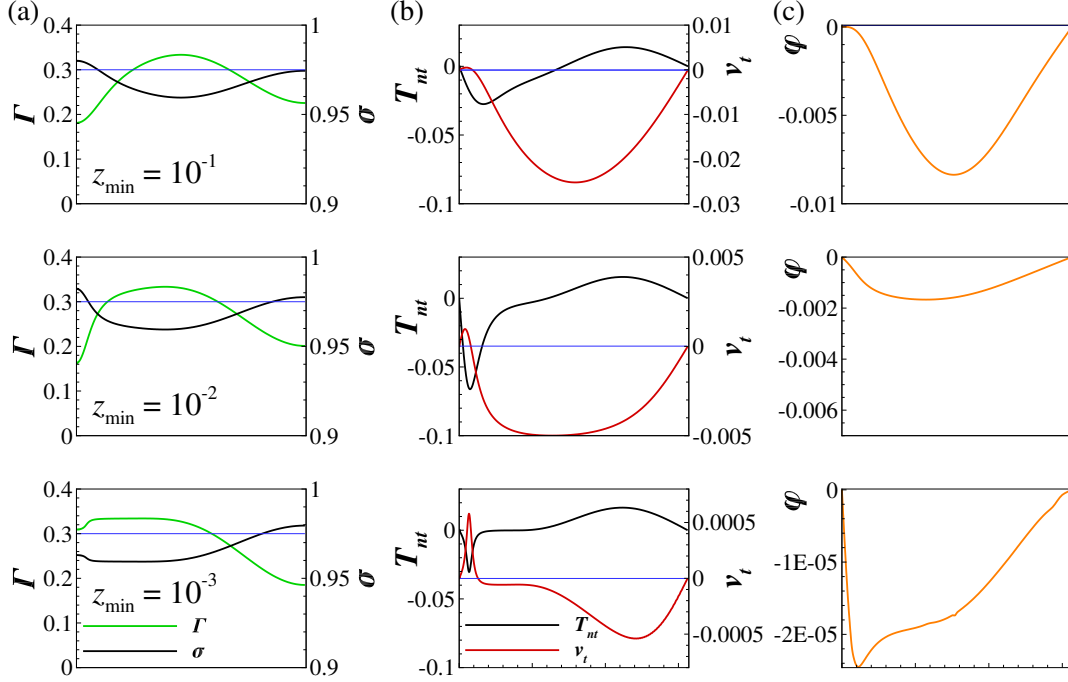 (a) (b) (c)
0.4 1 0.01 0
0.3 0 0.005
Γ 0.2 0.95 σ T_nt -0.05 0 v_t φ -0.005
0.1 -0.01
z_min = 10^-1 -0.02
0 0.9 -0.1 -0.03 -0.01
0.4 1 0.005 0
0.3 0 -0.002
Γ 0.2 0.95 σ T_nt -0.05 0 v_t φ -0.004
0.1 z_min = 10^-2 -0.006
0 0.9 -0.1 -0.005
0.4 1 0
0.3 0 0.0005
Γ 0.2 0.95 σ T_nt -0.05 0 v_t φ -1E-05
0.1 z_min = 10^-3 -0.0005 -2E-05
Γ T_nt
σ v_t
0 0.9 -0.1